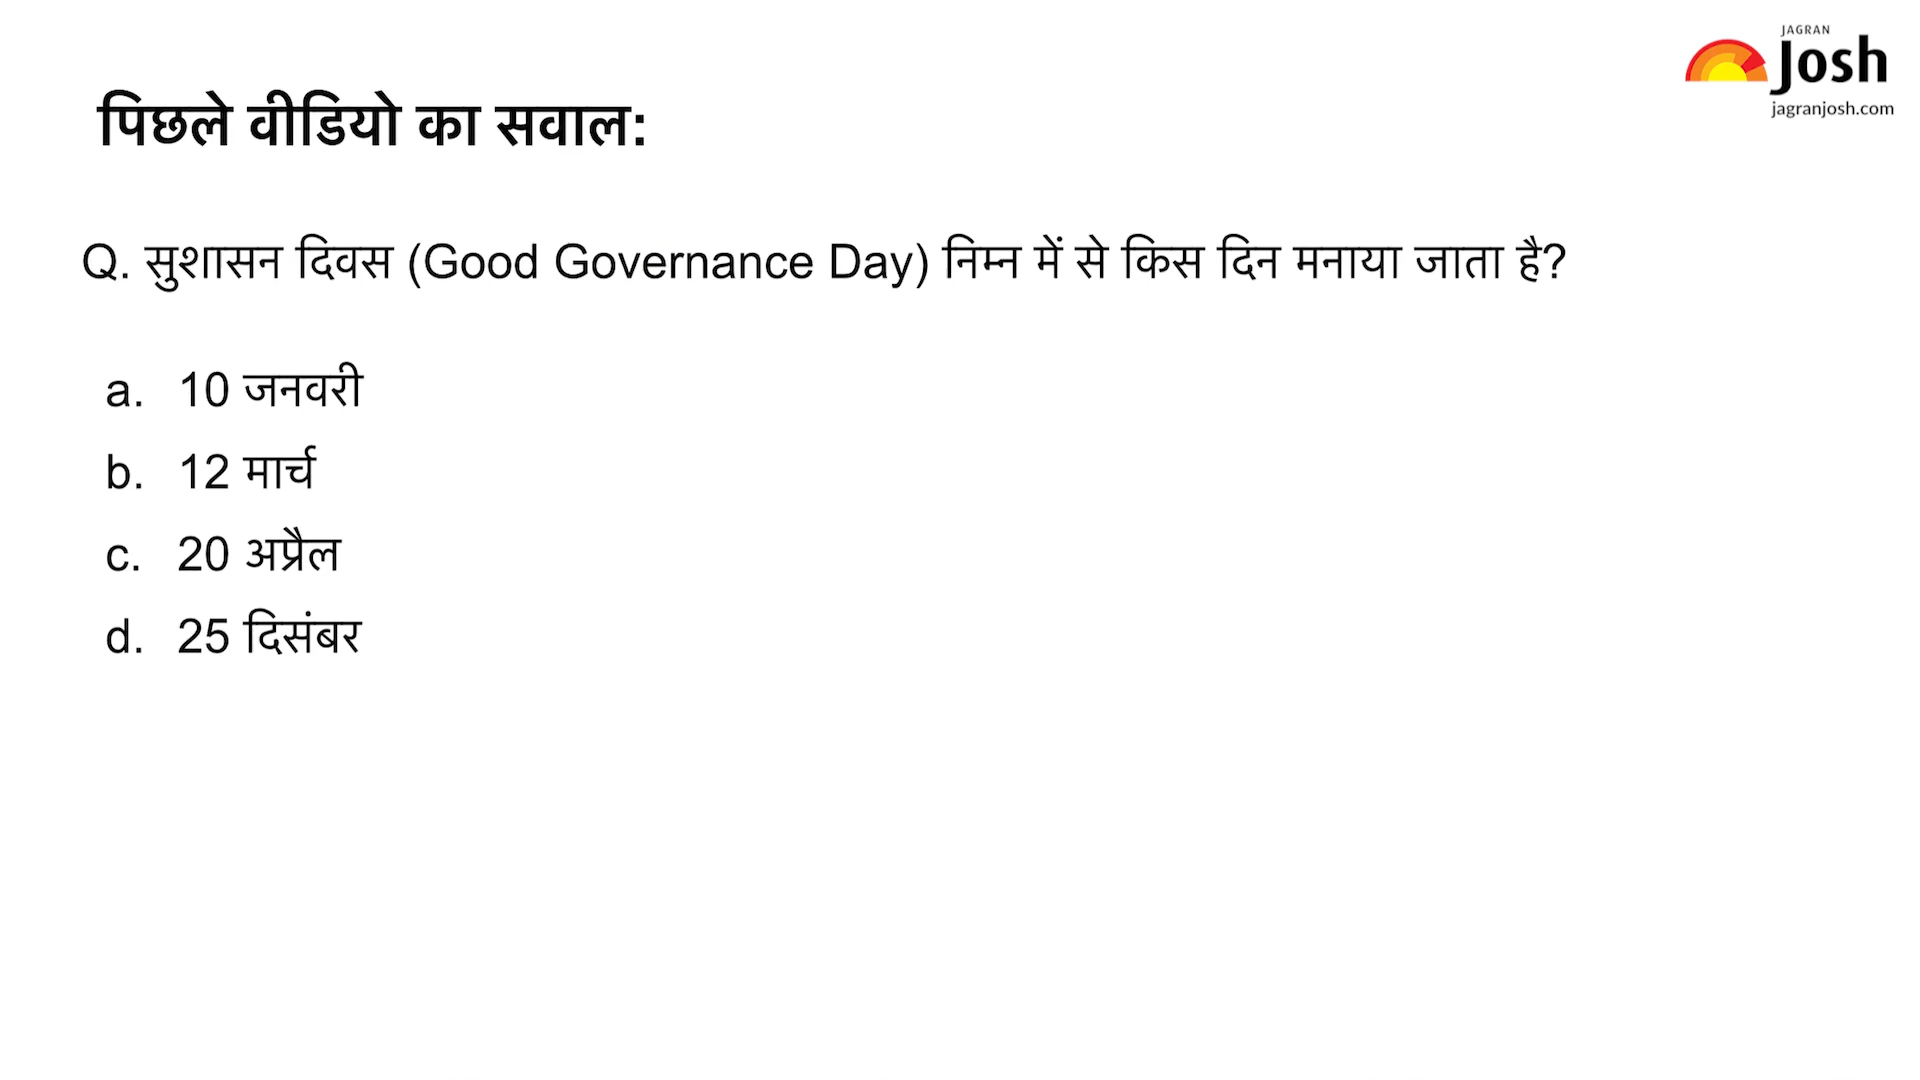 JAGRAN
Josh
jagranjosh.com
पिछले वीडियो का सवाल:
Q. सुशासन दिवस (Good Governance Day) निम्न में से किस दिन मनाया जाता है?
a. 10 जनवरी
b. 12 मार्च
c. 20 अप्रैल
d. 25 दिसंबर